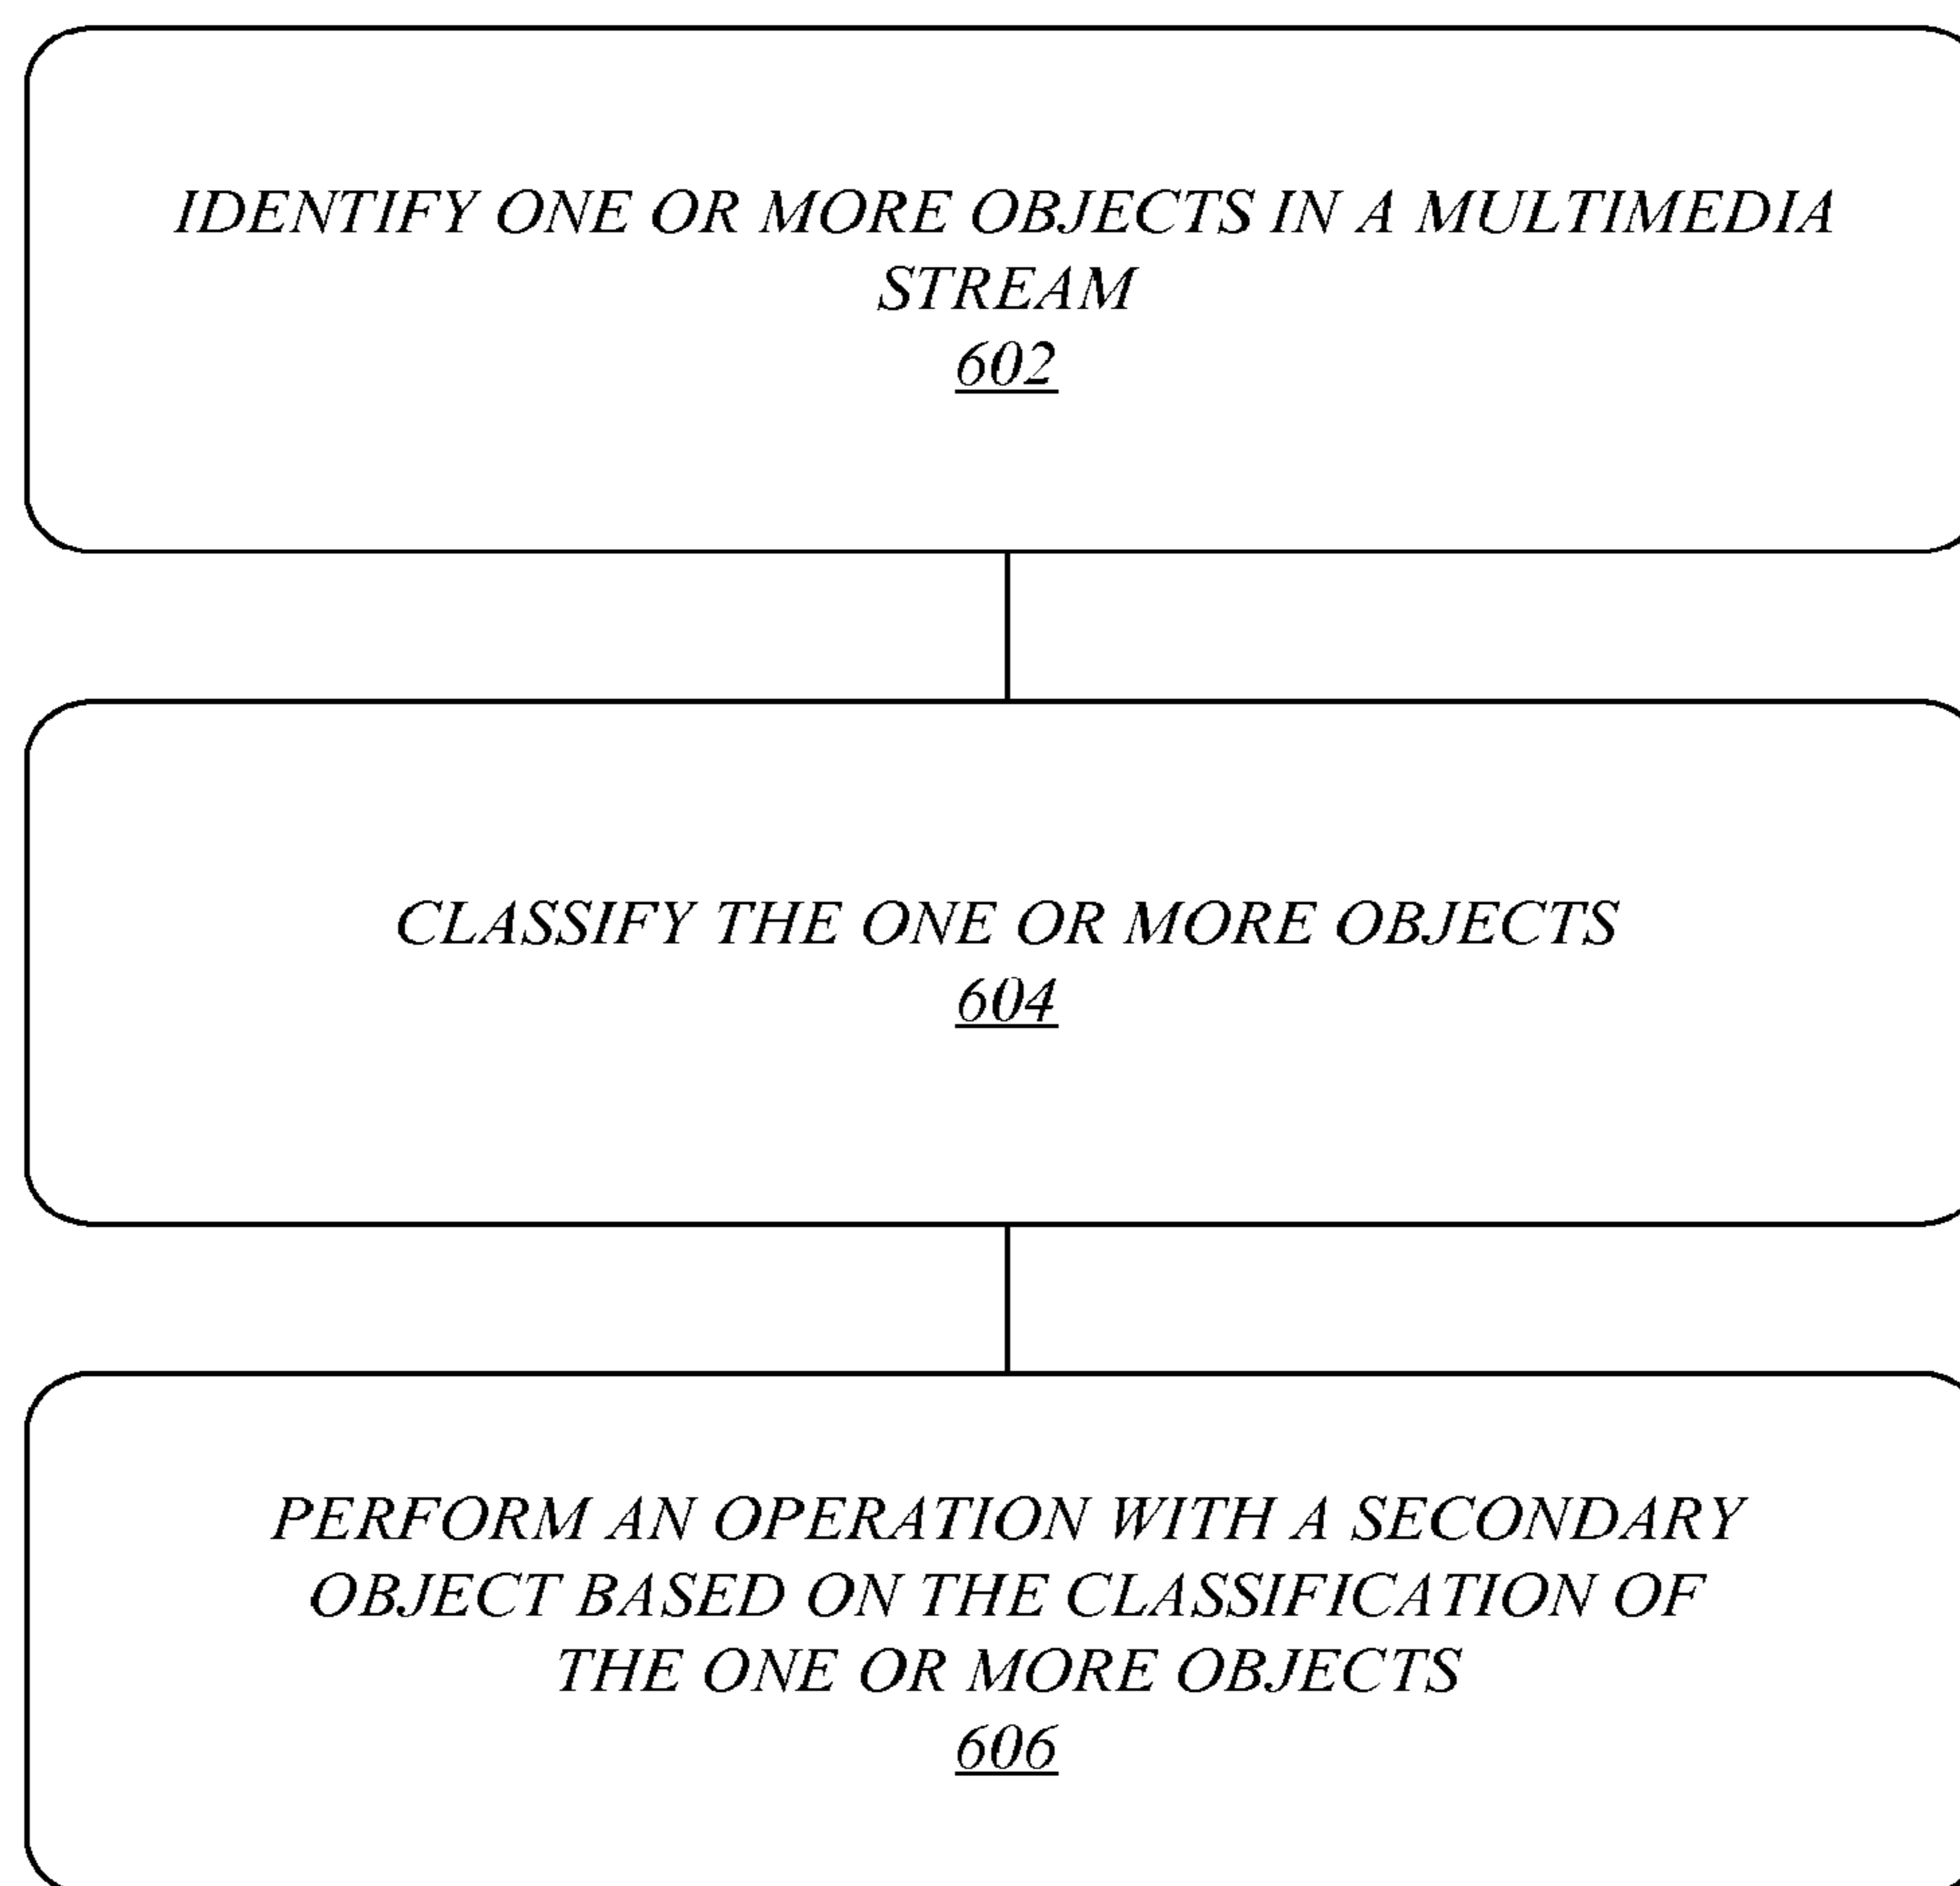 IDENTIFY ONE OR MORE OBJECTS IN A MULTIMEDIA
STREAM
602
CLASSIFY THE ONE OR MORE OBJECTS
604
PERFORM AN OPERATION WITH A SECONDARY
OBJECT BASED ON THE CLASSIFICATION OF
THE ONE OR MORE OBJECTS
606